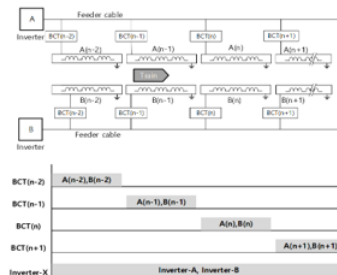 A
Inverter
Feeder cable
BCT(n-2)
BCT(n-1)
BCT(n)
BCT(n+1)
A(n-2)
A(n-1)
A(n)
A(n+1)
Train
B(n-2)
B(n-1)
B(n)
B(n+1)
BCT(n-2)
BCT(n-1)
BCT(n)
BCT(n+1)
Feeder cable
B
Inverter
BCT(n-2) A(n-2),B(n-2)
BCT(n-1) A(n-1),B(n-1)
BCT(n) A(n),B(n)
BCT(n+1) A(n+1),B(n+1)
Inverter-X Inverter-A, Inverter-B